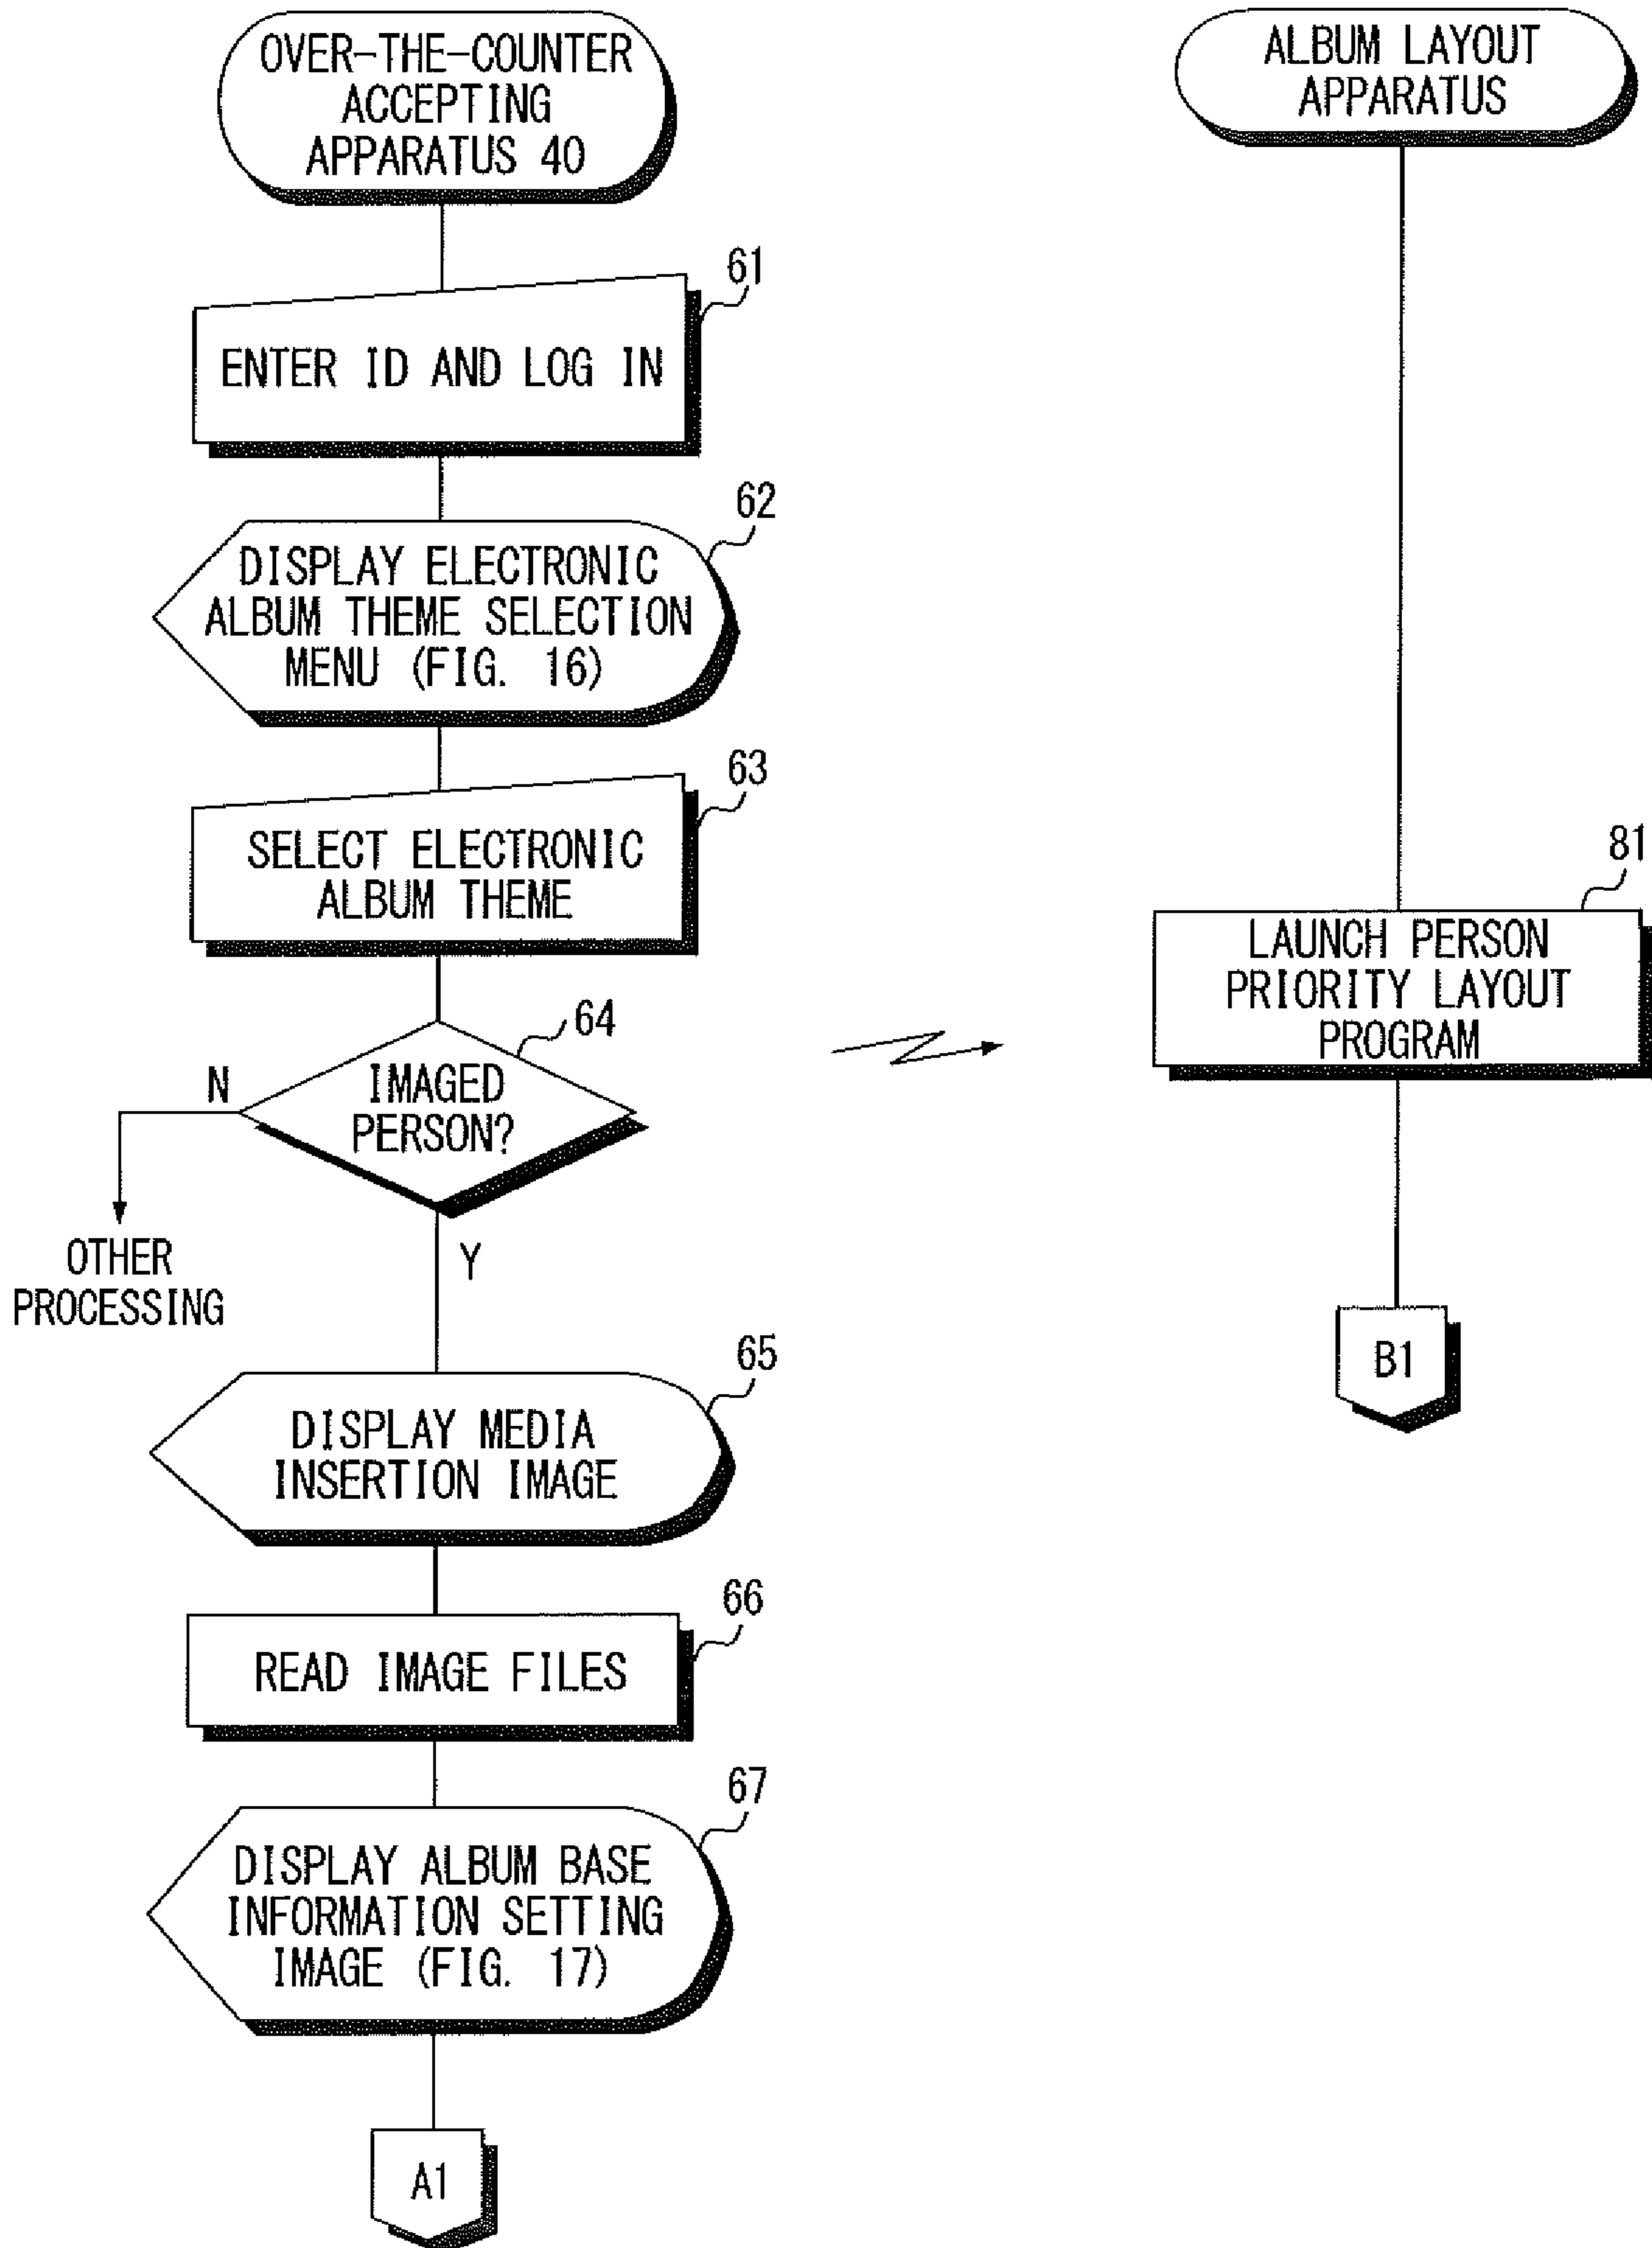 OVER-THE-COUNTER
ACCEPTING
APPARATUS 40
61
ENTER ID AND LOG IN
62
DISPLAY ELECTRONIC
ALBUM THEME SELECTION
MENU (FIG. 16)
63
SELECT ELECTRONIC
ALBUM THEME
64
IMAGED
PERSON?
N
OTHER
PROCESSING
Y
65
DISPLAY MEDIA
INSERTION IMAGE
66
READ IMAGE FILES
67
DISPLAY ALBUM BASE
INFORMATION SETTING
IMAGE (FIG. 17)
A1
ALBUM LAYOUT
APPARATUS
81
LAUNCH PERSON
PRIORITY LAYOUT
PROGRAM
B1